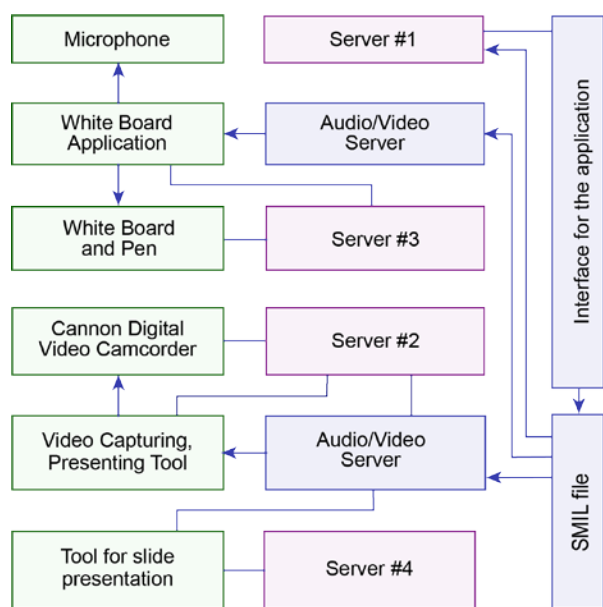 Microphone
Server #1
White Board
Application
Audio/Video
Server
Interface for the application
White Board
and Pen
Server #3
Cannon Digital
Video Camcorder
Server #2
Video Capturing,
Presenting Tool
Audio/Video
Server
SMIL file
Tool for slide
presentation
Server #4